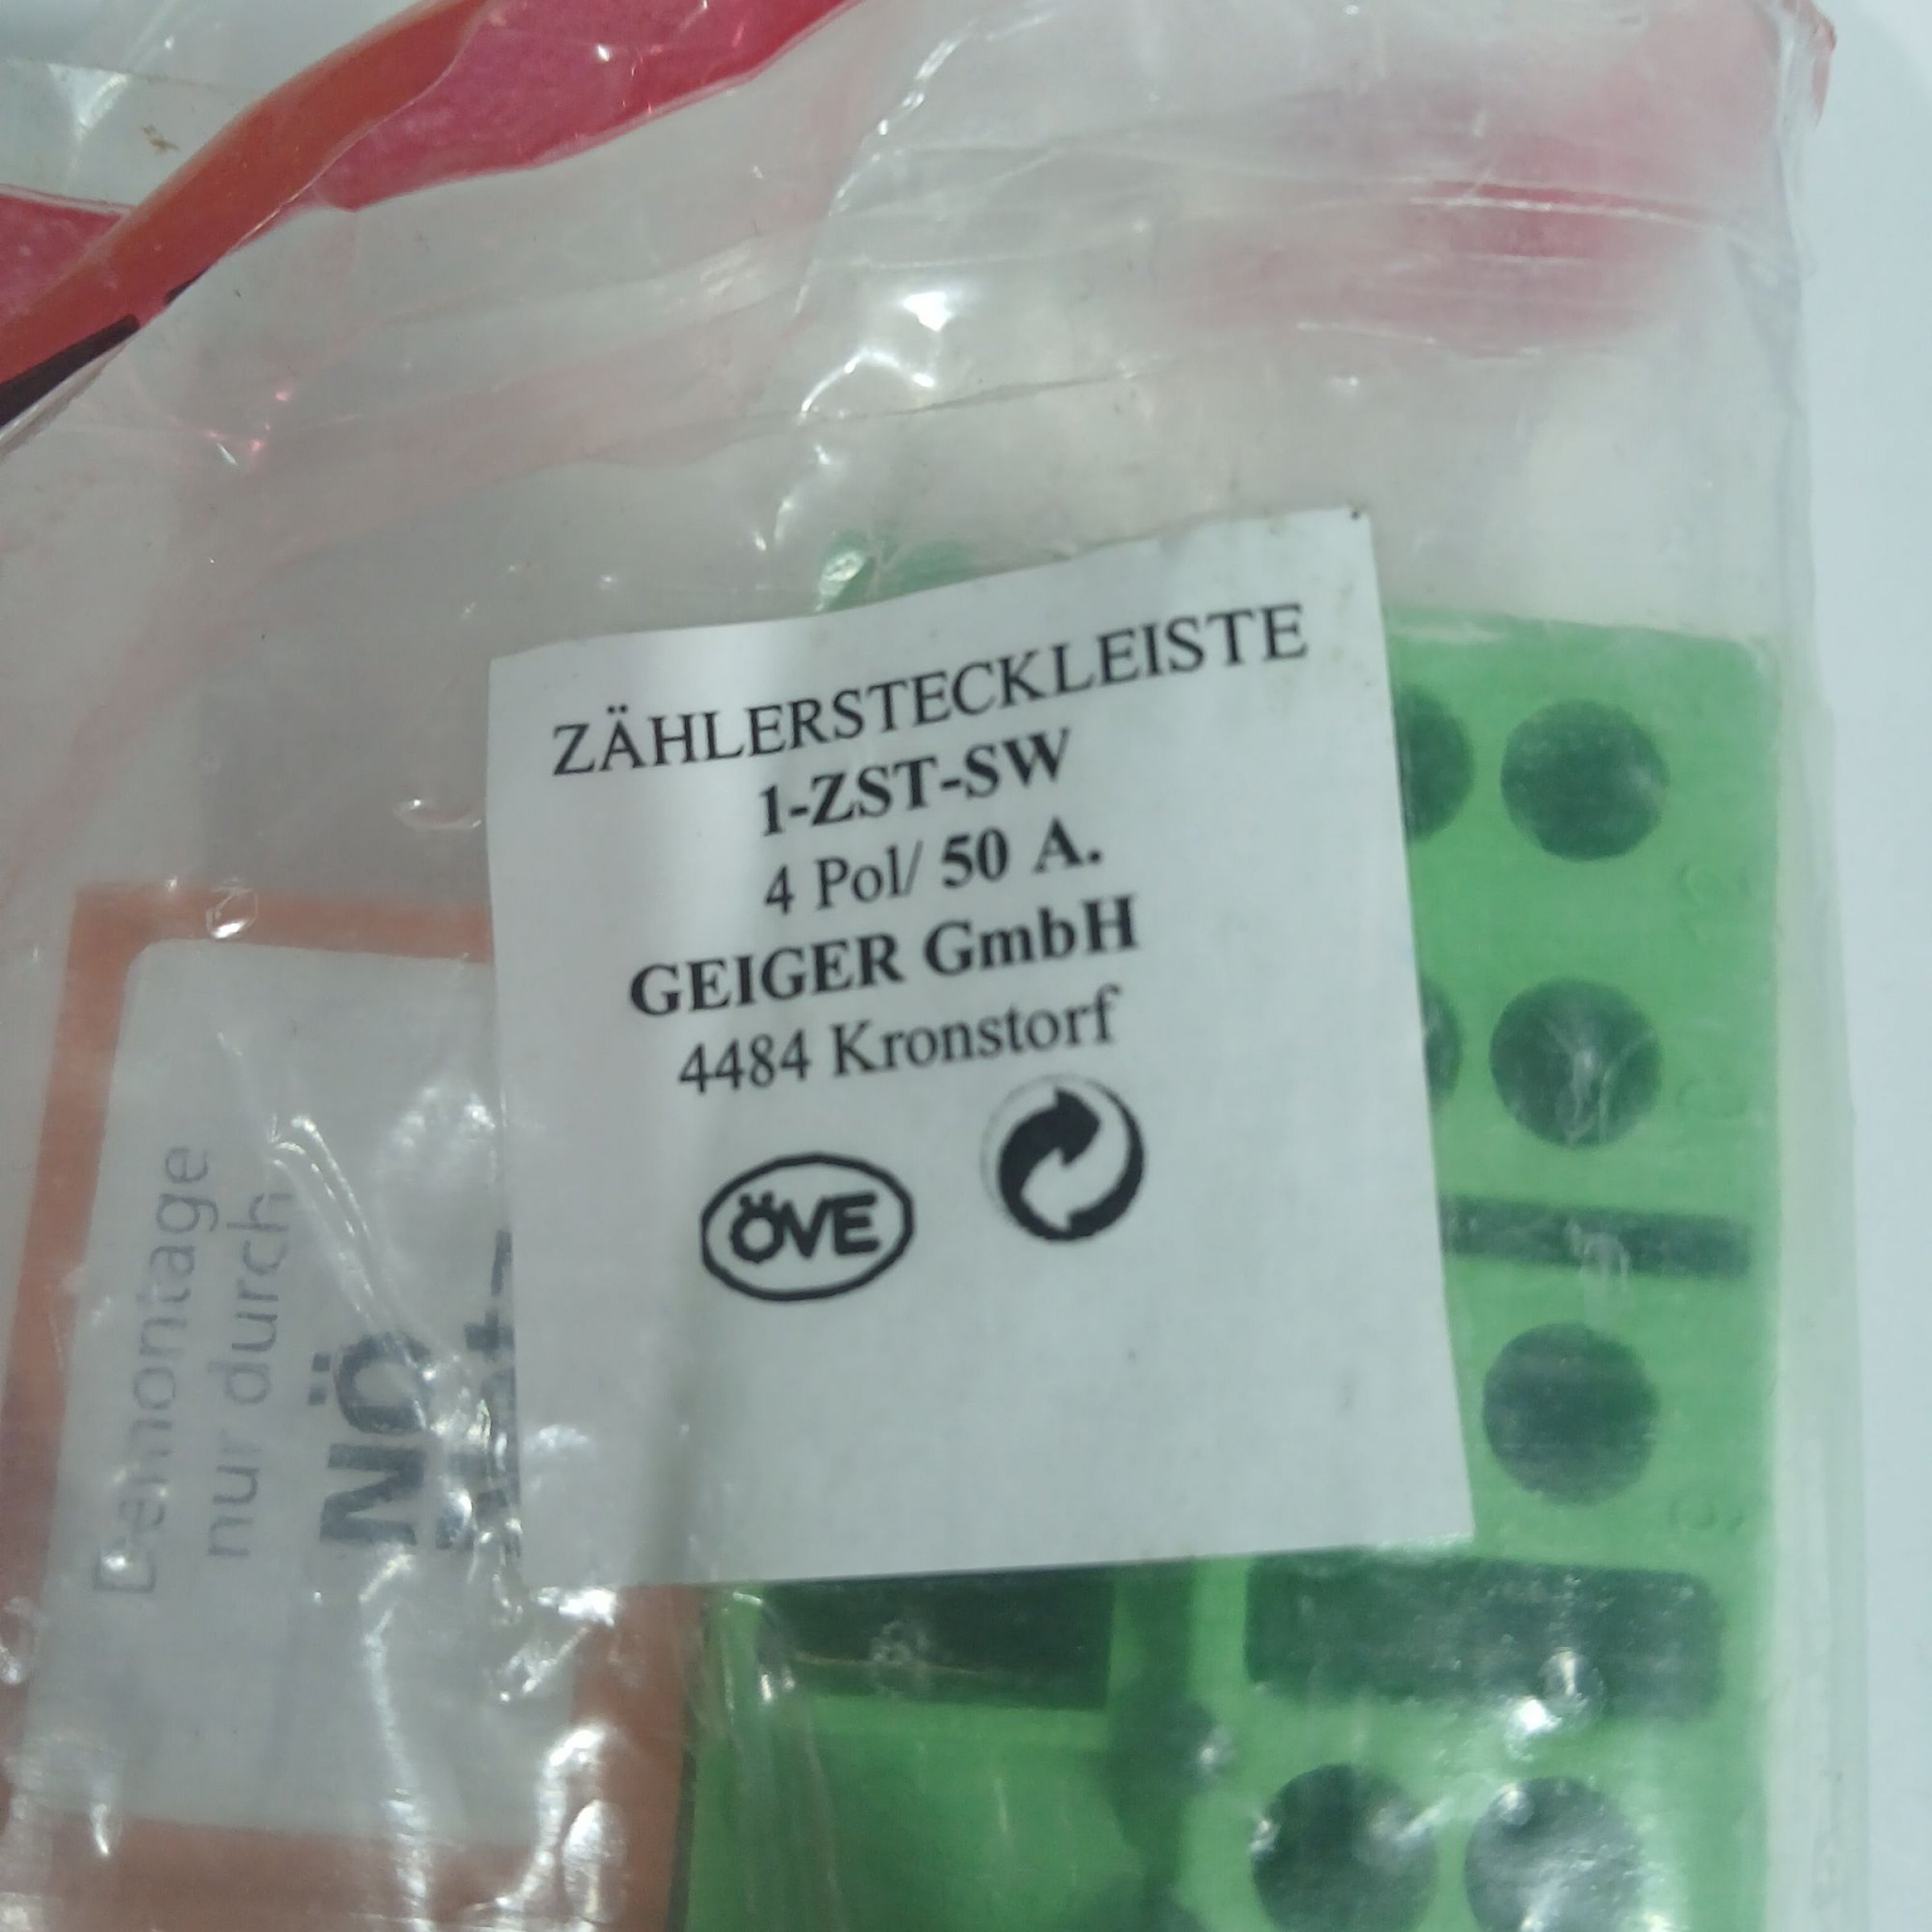 ZÄHLERSTECKLEISTE
1-ZST-SW
4 Pol/ 50 A.
GEIGER GmbH
4484 Kronstorf
ÖVE
Demontage
nur durch
NÖ